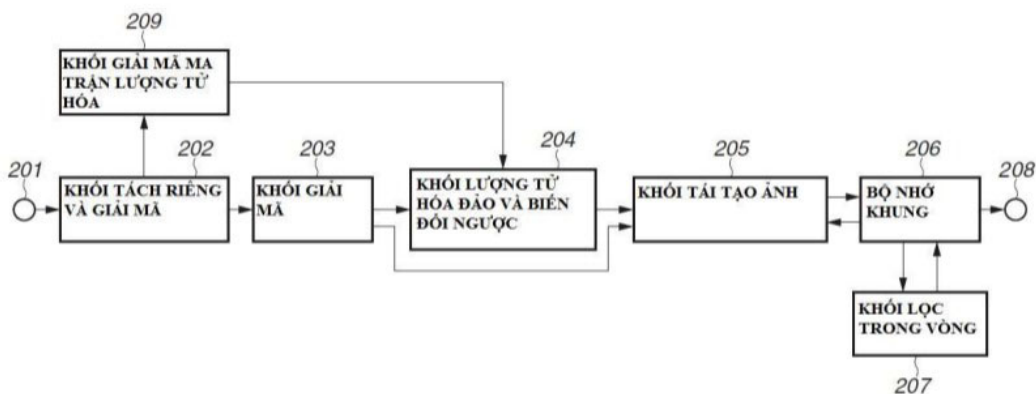 209
KHỐI GIẢI MÃ MA
TRẬN LƯỢNG TỬ
HÓA
201
202
KHỐI TÁCH RIÊNG
VÀ GIẢI MÃ
203
KHỐI GIẢI
MÃ
204
KHỐI LƯỢNG TỬ
HÓA ĐẢO VÀ BIẾN
ĐỔI NGƯỢC
205
KHỐI TÁI TẠO ẢNH
206
BỘ NHỚ
KHUNG
208
KHỐI LỌC
TRONG VÒNG
207